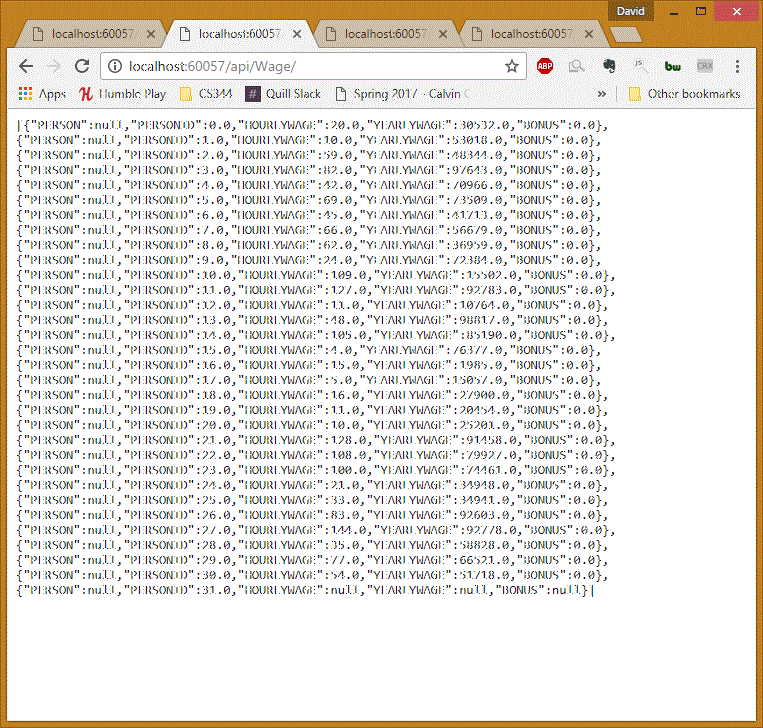 David
localhost:60057
localhost:60057
localhost:60057
localhost:60057
localhost:60057/api/Wage/
ABP
JS
bw
CRX
Apps
Humble Play
CS344
Quill Slack
Spring 2017 - Calvin C
»
Other bookmarks
[{"PERSON":null,"PERSONID":0.0,"HOURLYWAGE":20.0,"YEARLYWAGE":30532.0,"BONUS":0.0},
{"PERSON":null,"PERSONID":1.0,"HOURLYWAGE":10.0,"YEARLYWAGE":53018.0,"BONUS":0.0},
{"PERSON":null,"PERSONID":2.0,"HOURLYWAGE":59.0,"YEARLYWAGE":48344.0,"BONUS":0.0},
{"PERSON":null,"PERSONID":3.0,"HOURLYWAGE":82.0,"YEARLYWAGE":97643.0,"BONUS":0.0},
{"PERSON":null,"PERSONID":4.0,"HOURLYWAGE":42.0,"YEARLYWAGE":70966.0,"BONUS":0.0},
{"PERSON":null,"PERSONID":5.0,"HOURLYWAGE":69.0,"YEARLYWAGE":73509.0,"BONUS":0.0},
{"PERSON":null,"PERSONID":6.0,"HOURLYWAGE":45.0,"YEARLYWAGE":41713.0,"BONUS":0.0},
{"PERSON":null,"PERSONID":7.0,"HOURLYWAGE":66.0,"YEARLYWAGE":56679.0,"BONUS":0.0},
{"PERSON":null,"PERSONID":8.0,"HOURLYWAGE":62.0,"YEARLYWAGE":36959.0,"BONUS":0.0},
{"PERSON":null,"PERSONID":9.0,"HOURLYWAGE":24.0,"YEARLYWAGE":72384.0,"BONUS":0.0},
{"PERSON":null,"PERSONID":10.0,"HOURLYWAGE":109.0,"YEARLYWAGE":15502.0,"BONUS":0.0},
{"PERSON":null,"PERSONID":11.0,"HOURLYWAGE":127.0,"YEARLYWAGE":92783.0,"BONUS":0.0},
{"PERSON":null,"PERSONID":12.0,"HOURLYWAGE":11.0,"YEARLYWAGE":10764.0,"BONUS":0.0},
{"PERSON":null,"PERSONID":13.0,"HOURLYWAGE":48.0,"YEARLYWAGE":98817.0,"BONUS":0.0},
{"PERSON":null,"PERSONID":14.0,"HOURLYWAGE":105.0,"YEARLYWAGE":85190.0,"BONUS":0.0},
{"PERSON":null,"PERSONID":15.0,"HOURLYWAGE":4.0,"YEARLYWAGE":76377.0,"BONUS":0.0},
{"PERSON":null,"PERSONID":16.0,"HOURLYWAGE":15.0,"YEARLYWAGE":1985.0,"BONUS":0.0},
{"PERSON":null,"PERSONID":17.0,"HOURLYWAGE":5.0,"YEARLYWAGE":15057.0,"BONUS":0.0},
{"PERSON":null,"PERSONID":18.0,"HOURLYWAGE":16.0,"YEARLYWAGE":27900.0,"BONUS":0.0},
{"PERSON":null,"PERSONID":19.0,"HOURLYWAGE":11.0,"YEARLYWAGE":20454.0,"BONUS":0.0},
{"PERSON":null,"PERSONID":20.0,"HOURLYWAGE":10.0,"YEARLYWAGE":25201.0,"BONUS":0.0},
{"PERSON":null,"PERSONID":21.0,"HOURLYWAGE":128.0,"YEARLYWAGE":91458.0,"BONUS":0.0},
{"PERSON":null,"PERSONID":22.0,"HOURLYWAGE":108.0,"YEARLYWAGE":79927.0,"BONUS":0.0},
{"PERSON":null,"PERSONID":23.0,"HOURLYWAGE":100.0,"YEARLYWAGE":74461.0,"BONUS":0.0},
{"PERSON":null,"PERSONID":24.0,"HOURLYWAGE":21.0,"YEARLYWAGE":34948.0,"BONUS":0.0},
{"PERSON":null,"PERSONID":25.0,"HOURLYWAGE":33.0,"YEARLYWAGE":34941.0,"BONUS":0.0},
{"PERSON":null,"PERSONID":26.0,"HOURLYWAGE":83.0,"YEARLYWAGE":92603.0,"BONUS":0.0},
{"PERSON":null,"PERSONID":27.0,"HOURLYWAGE":144.0,"YEARLYWAGE":92778.0,"BONUS":0.0},
{"PERSON":null,"PERSONID":28.0,"HOURLYWAGE":35.0,"YEARLYWAGE":58828.0,"BONUS":0.0},
{"PERSON":null,"PERSONID":29.0,"HOURLYWAGE":77.0,"YEARLYWAGE":66521.0,"BONUS":0.0},
{"PERSON":null,"PERSONID":30.0,"HOURLYWAGE":54.0,"YEARLYWAGE":51718.0,"BONUS":0.0},
{"PERSON":null,"PERSONID":31.0,"HOURLYWAGE":null,"YEARLYWAGE":null,"BONUS":null}]